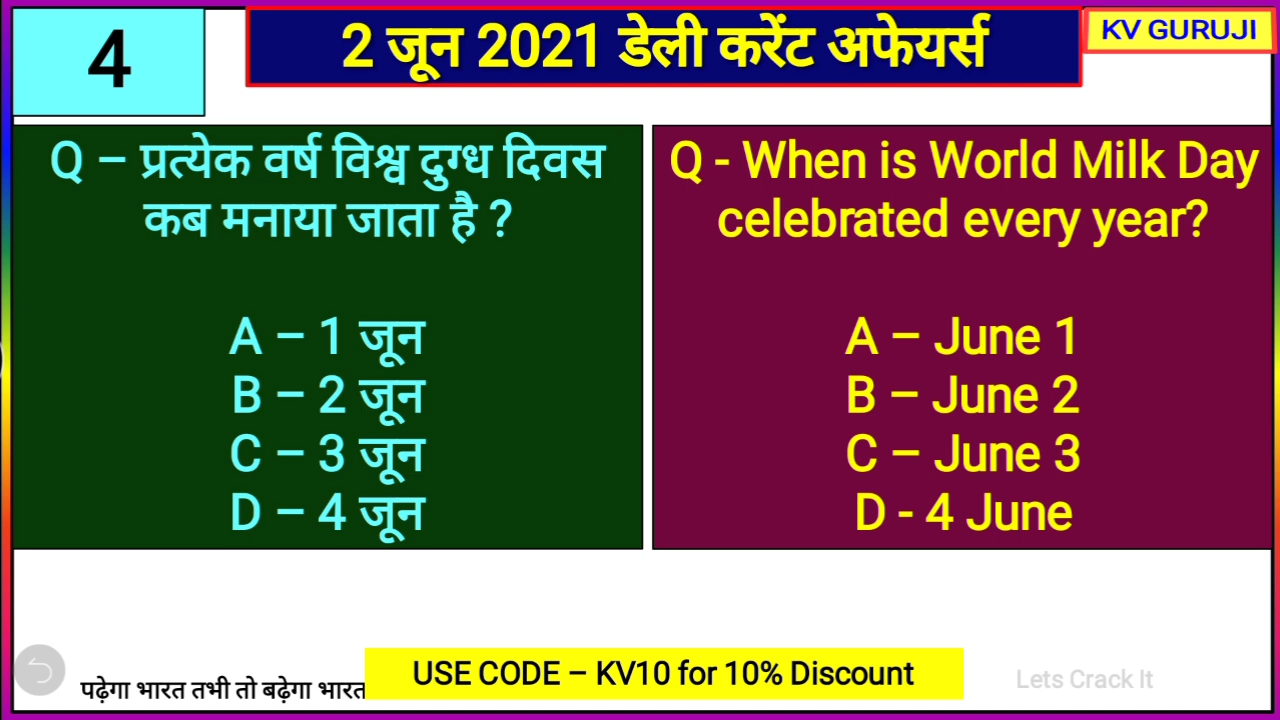 4
2 जून 2021 डेली करेंट अफेयर्स
KV GURUJI
Q – प्रत्येक वर्ष विश्व दुग्ध दिवस
कब मनाया जाता है ?
A – 1 जून
B – 2 जून
C – 3 जून
D – 4 जून
Q - When is World Milk Day
celebrated every year?
A – June 1
B – June 2
C – June 3
D - 4 June
पढ़ेगा भारत तभी तो बढ़ेगा भारत
USE CODE – KV10 for 10% Discount
Lets Crack It